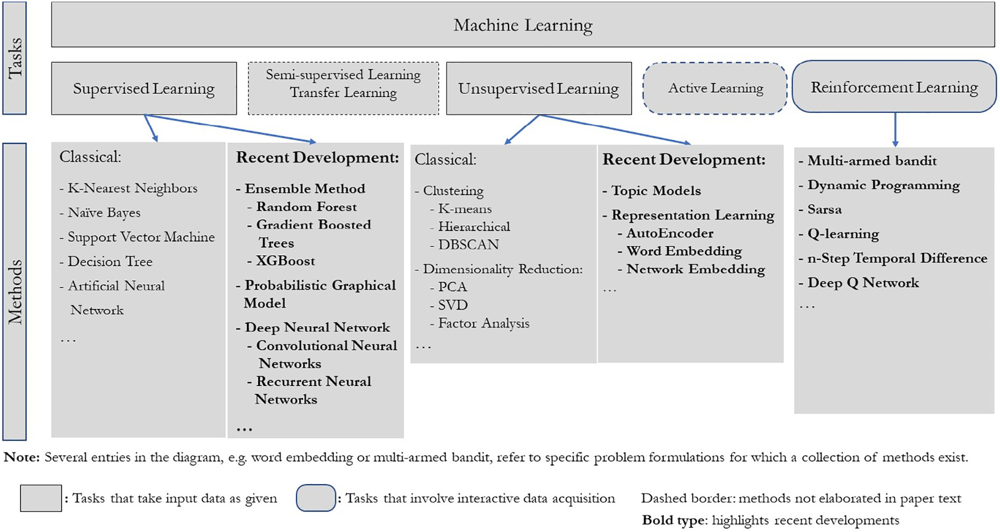 Tasks
Machine Learning
Supervised Learning
Semi-supervised Learning
Transfer Learning
Unsupervised Learning
Active Learning
Reinforcement Learning
Methods
Classical:
- K-Nearest Neighbors
- Naïve Bayes
- Support Vector Machine
- Decision Tree
- Artificial Neural
Network
...
Recent Development:
- Ensemble Method
- Random Forest
- Gradient Boosted
Trees
- XGBoost
- Probabilistic Graphical
Model
- Deep Neural Network
- Convolutional Neural
Networks
- Recurrent Neural
Networks
...
Classical:
- Clustering
- K-means
- Hierarchical
- DBSCAN
- Dimensionality Reduction:
- PCA
- SVD
- Factor Analysis
...
Recent Development:
- Topic Models
- Representation Learning
- AutoEncoder
- Word Embedding
- Network Embedding
...
- Multi-armed bandit
- Dynamic Programming
- Sarsa
- Q-learning
- n-Step Temporal Difference
- Deep Q Network
...
Note: Several entries in the diagram, e.g. word embedding or multi-armed bandit, refer to specific problem formulations for which a collection of methods exist.
: Tasks that take input data as given
: Tasks that involve interactive data acquisition
Dashed border: methods not elaborated in paper text
Bold type: highlights recent developments